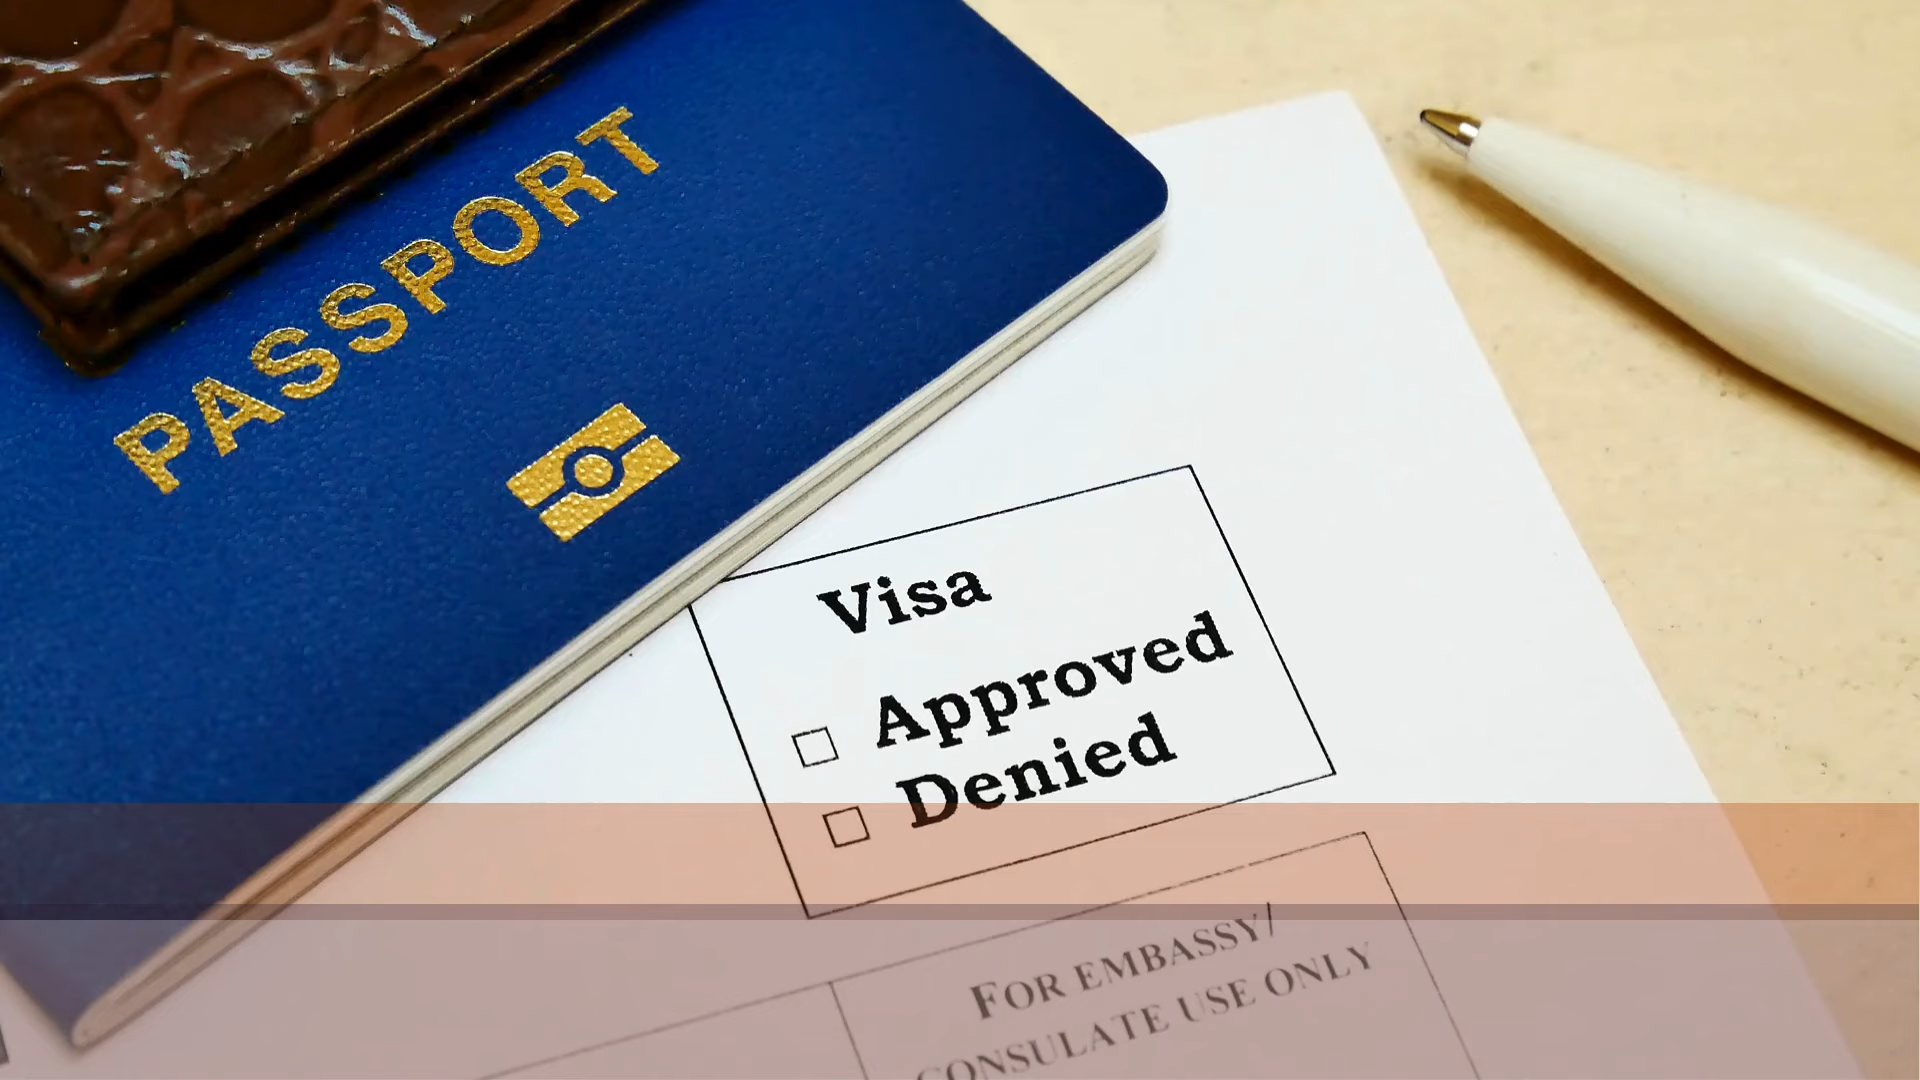 PASSPORT
Visa
Approved
Denied
FOR EMBASSY/
CONSULATE USE ONLY